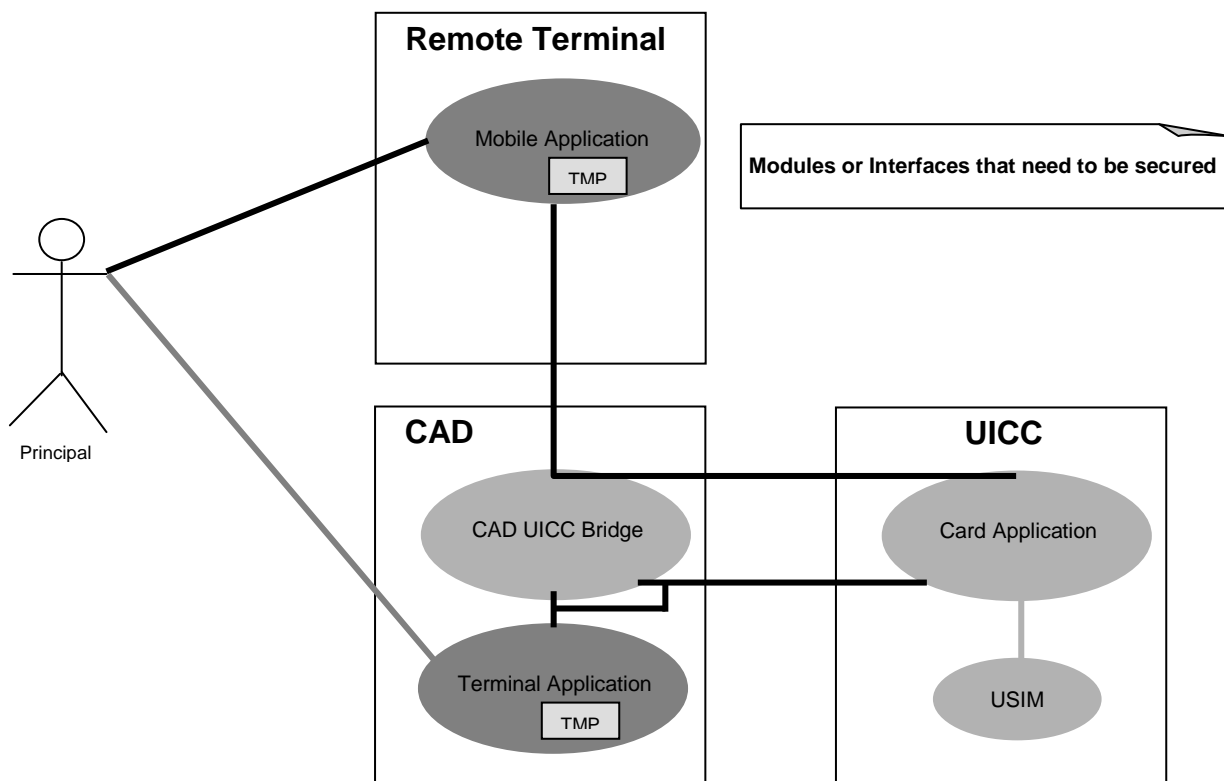 Remote Terminal
Mobile Application
TMP
Modules or Interfaces that need to be secured
Principal
CAD
UICC
CAD UICC Bridge
Card Application
Terminal Application
TMP
USIM